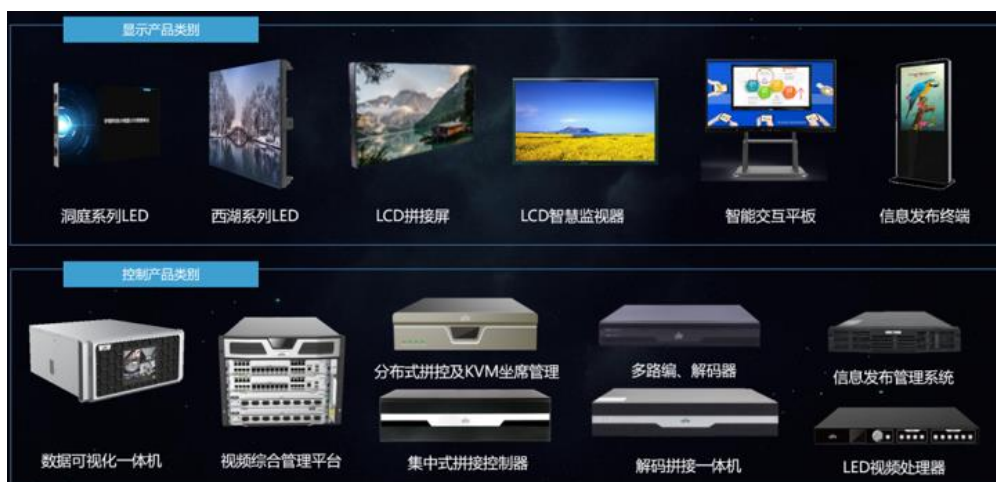 显示产品类别
洞庭系列LED
西湖系列LED
LCD拼接屏
LCD智慧监视器
智能交互平板
信息发布终端
控制产品类别
分布式拼控及KVM坐席管理
多路编、解码器
信息发布管理系统
数据可视化一体机
视频综合管理平台
集中式拼接控制器
解码拼接一体机
LED视频处理器